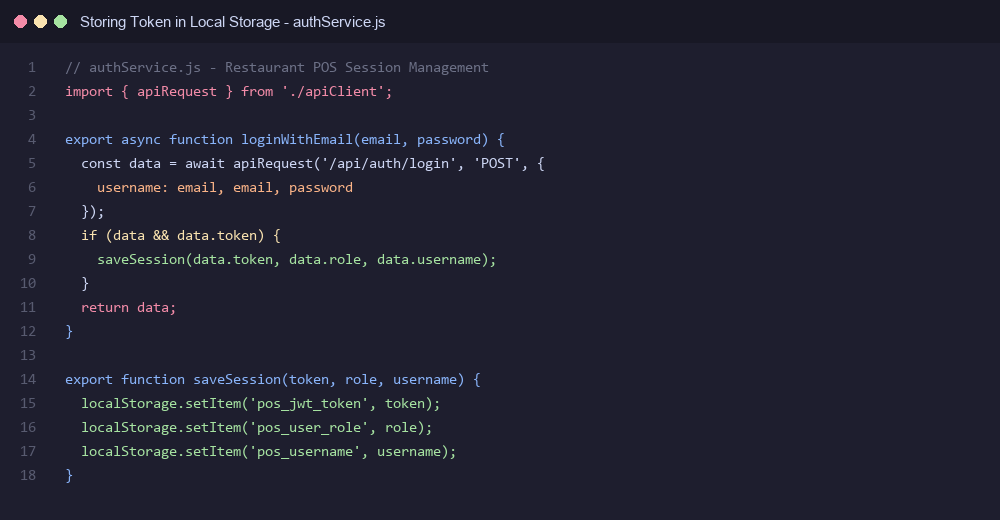 Storing Token in Local Storage - authService.js
1 // authService.js - Restaurant POS Session Management
2 import { apiRequest } from './apiClient';
3
4 export async function loginWithEmail(email, password) {
5   const data = await apiRequest('/api/auth/login', 'POST', {
6     username: email, email, password
7   });
8   if (data && data.token) {
9     saveSession(data.token, data.role, data.username);
10   }
11   return data;
12 }
13
14 export function saveSession(token, role, username) {
15   localStorage.setItem('pos_jwt_token', token);
16   localStorage.setItem('pos_user_role', role);
17   localStorage.setItem('pos_username', username);
18 }